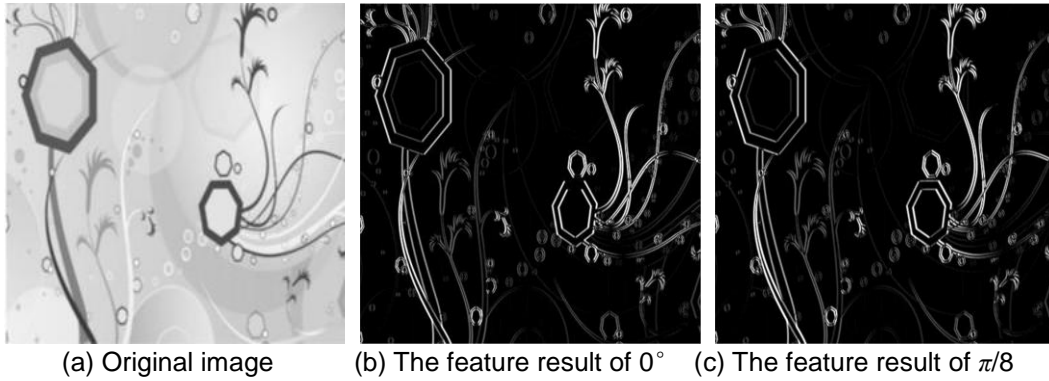 (a) Original image (b) The feature result of 0° (c) The feature result of π/8